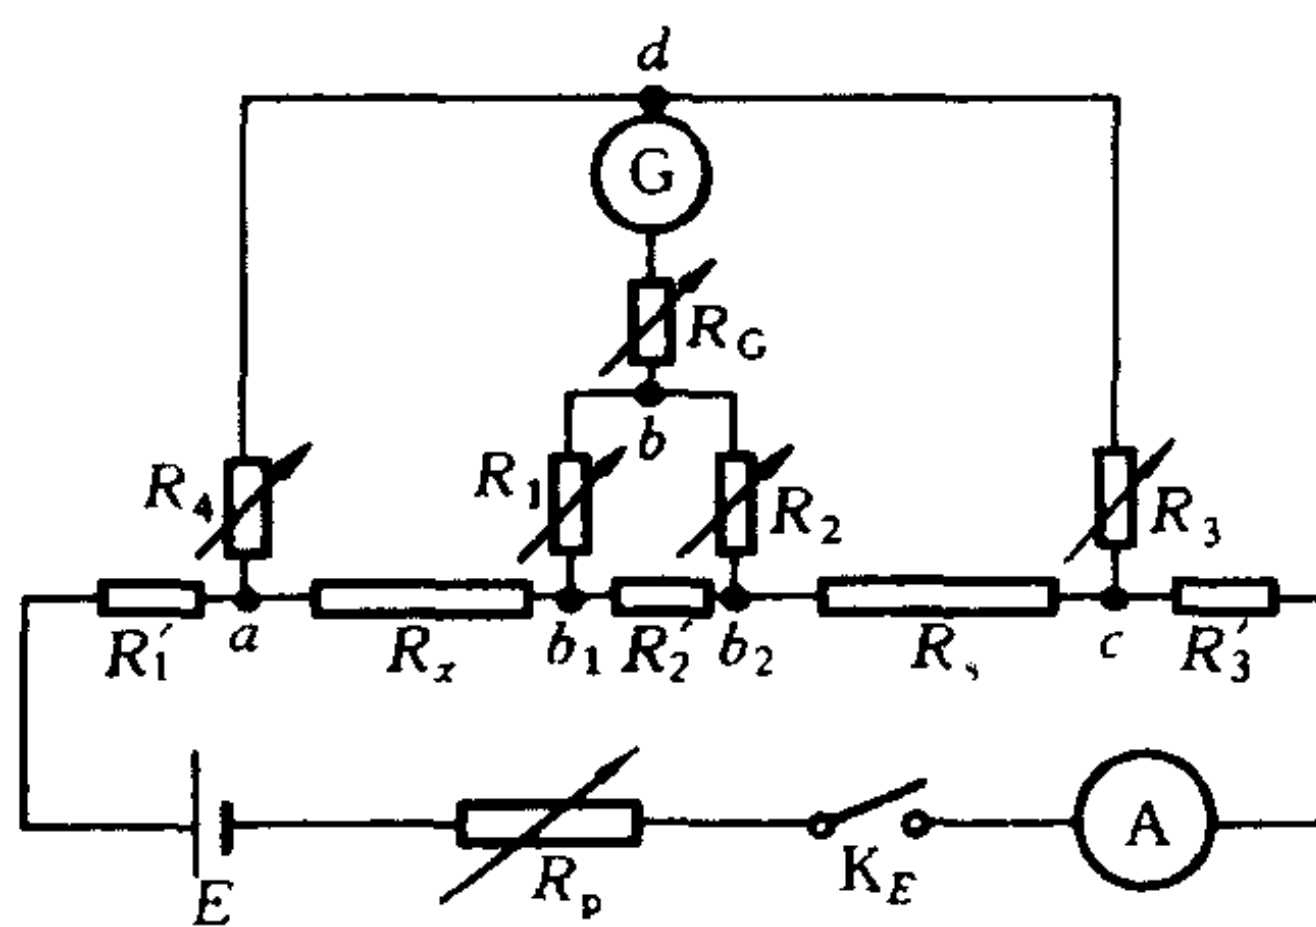 d
G
R_G
b
R_4
R_1
R_2
R_3
R_1′ a R_x b_1 R_2′ b_2 R_s c R_3′
E R_p K_E A